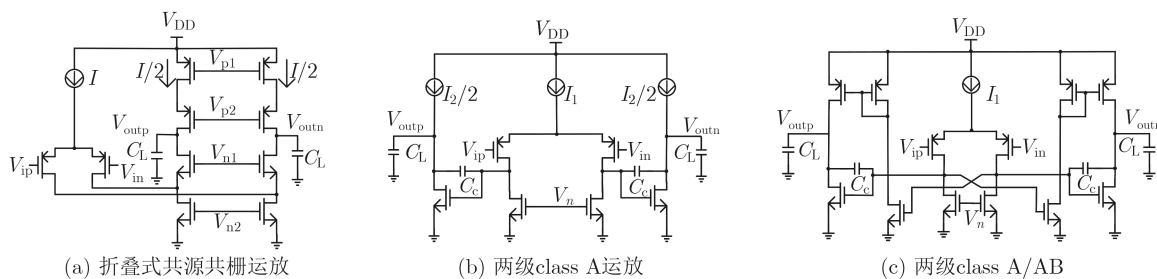 V_DD
I
I/2
I/2
V_p1
V_p2
V_outp
V_outn
C_L
C_L
V_ip
V_in
V_n1
V_n2
(a) 折叠式共源共栅运放
V_DD
I_2/2
I_1
I_2/2
V_outp
V_outn
C_L
V_ip
V_in
C_L
C_c
C_c
V_n
(b) 两级class A运放
V_DD
I_1
V_outp
V_outn
C_L
V_ip
V_in
C_L
C_c
C_c
V_n
(c) 两级class A/AB